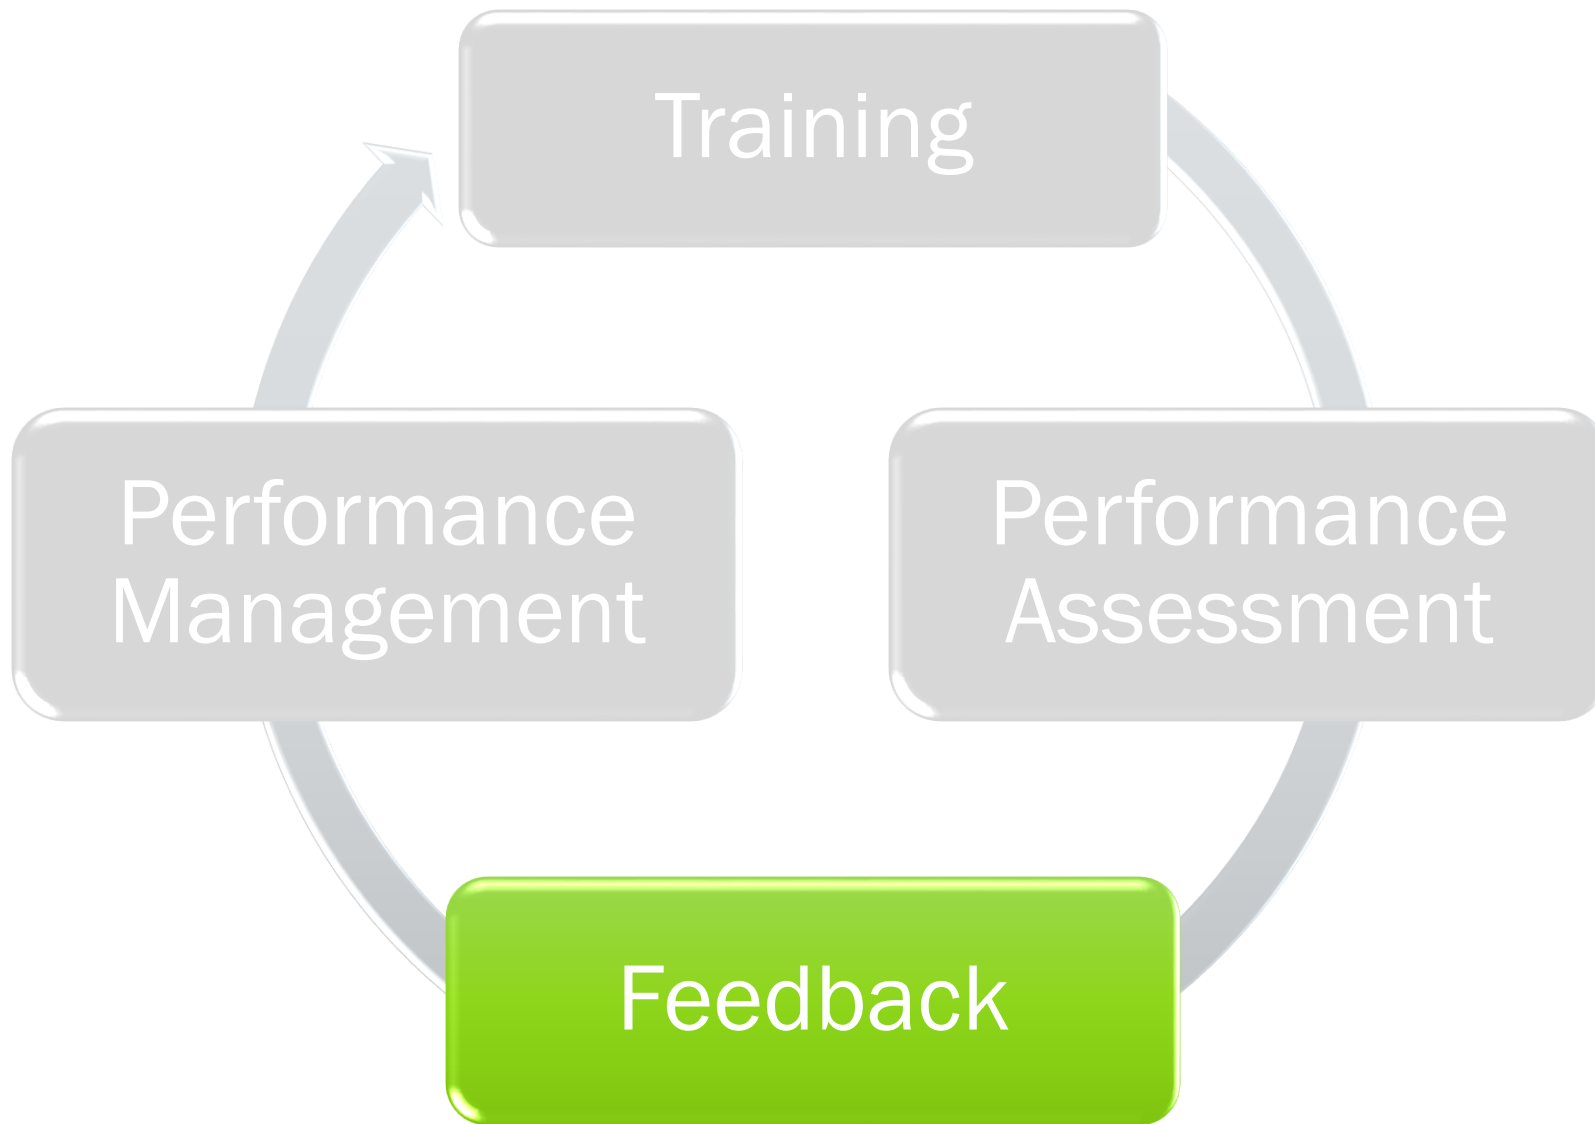 Training
Performance
Management
Performance
Assessment
Feedback